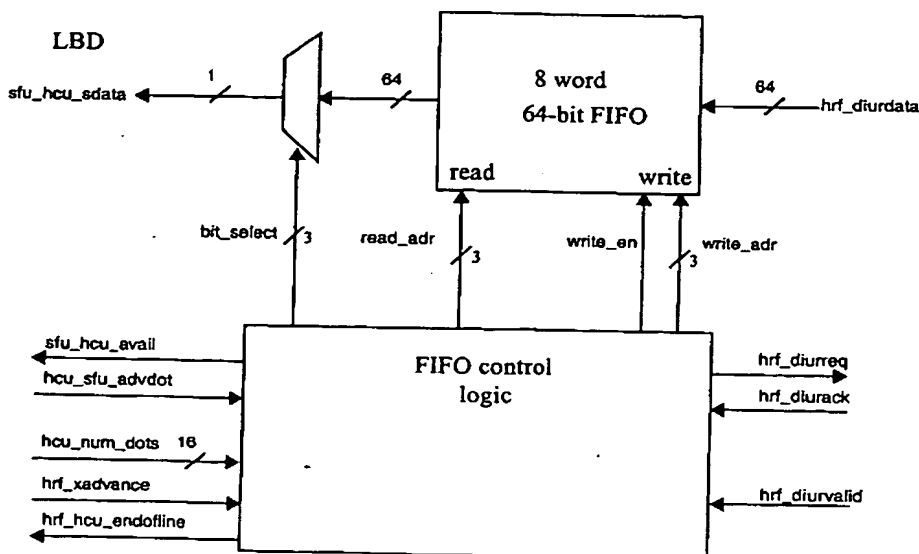 LBD
sfu_hcu_sdata
1
64
8 word
64-bit FIFO
64
hrf_diurdata
read
write
bit_select
3
read_adr
3
write_en
write_adr
3
sfu_hcu_avail
hcu_sfu_advdot
hcu_num_dots
16
hrf_xadvance
hrf_hcu_endofline
FIFO control
logic
hrf_diurreq
hrf_diurack
hrf_diurvalid